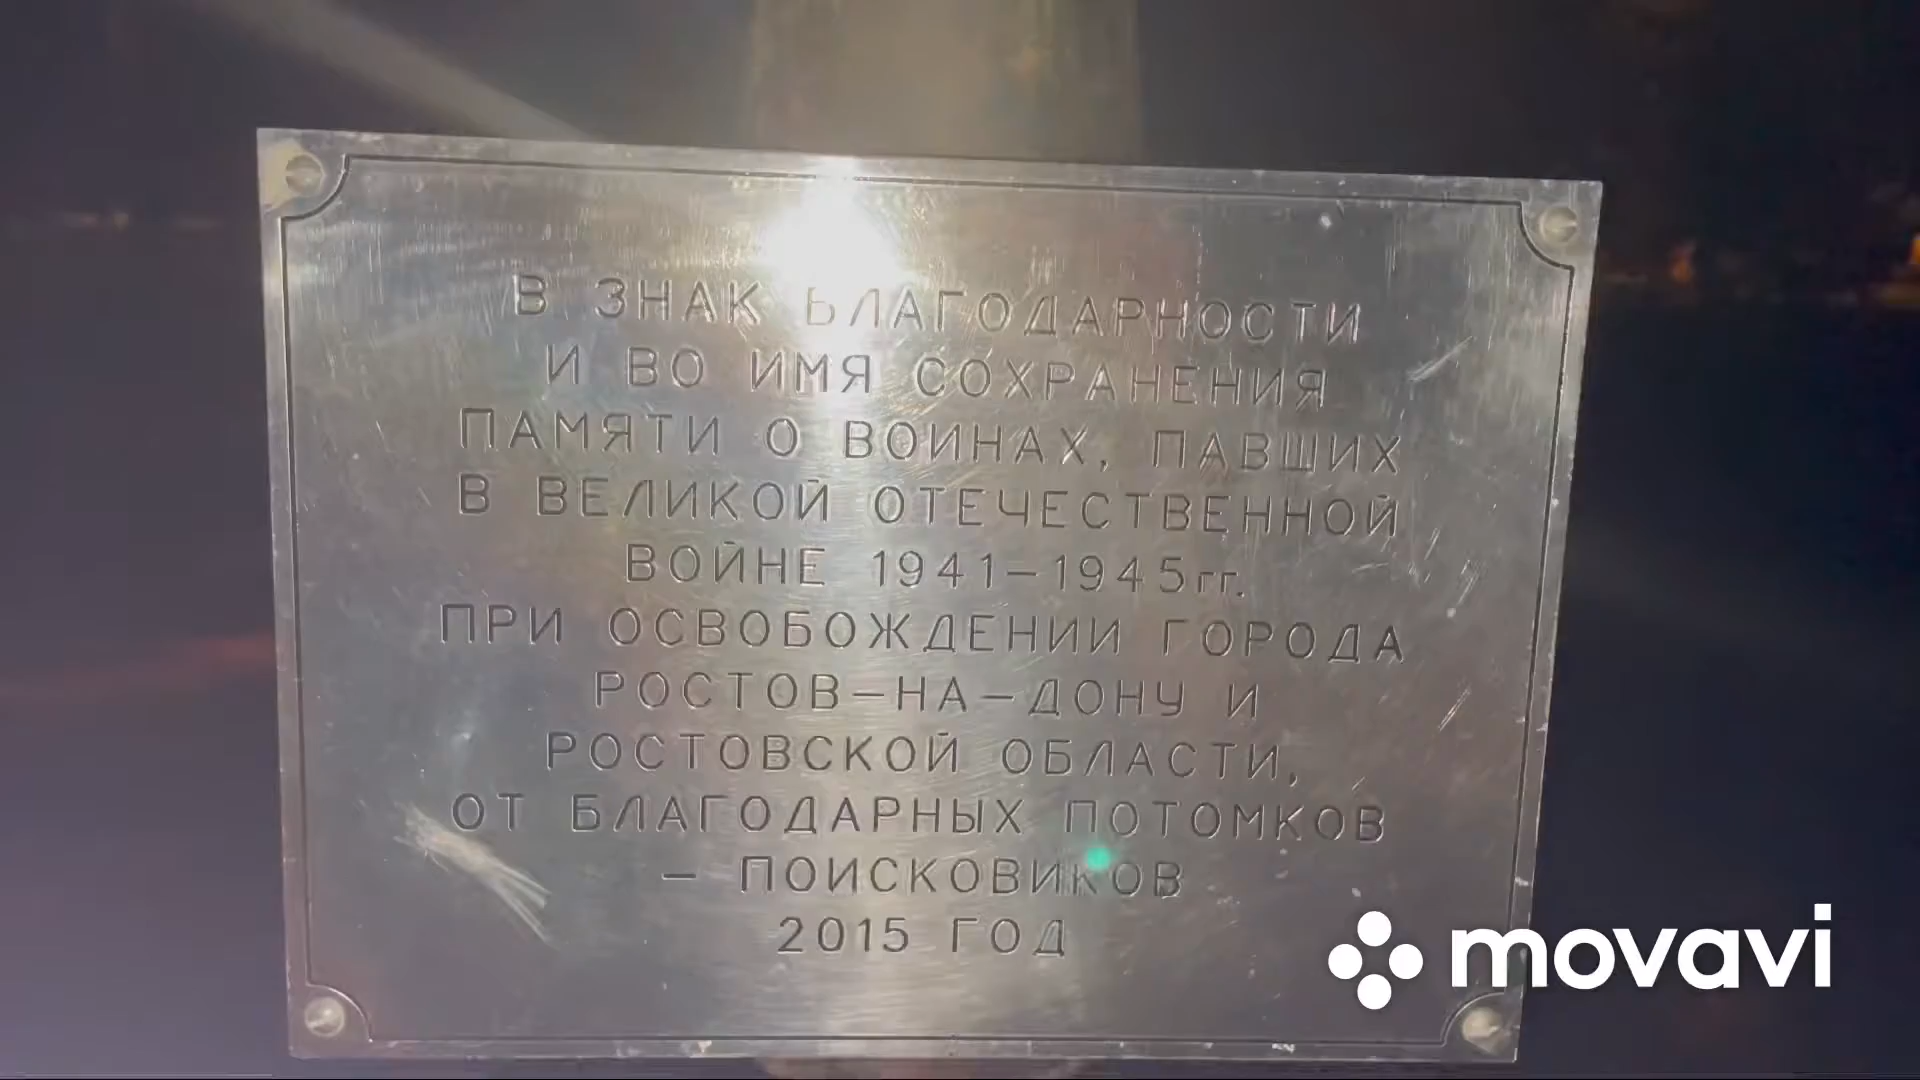 В ЗНАК БЛАГОДАРНОСТИ
И ВО ИМЯ СОХРАНЕНИЯ
ПАМЯТИ О ВОИНАХ, ПАВШИХ
В ВЕЛИКОЙ ОТЕЧЕСТВЕННОЙ
ВОЙНЕ 1941–1945гг.
ПРИ ОСВОБОЖДЕНИИ ГОРОДА
РОСТОВ–НА–ДОНУ И
РОСТОВСКОЙ ОБЛАСТИ,
ОТ БЛАГОДАРНЫХ ПОТОМКОВ
– ПОИСКОВИКОВ
2015 ГОД
movavi